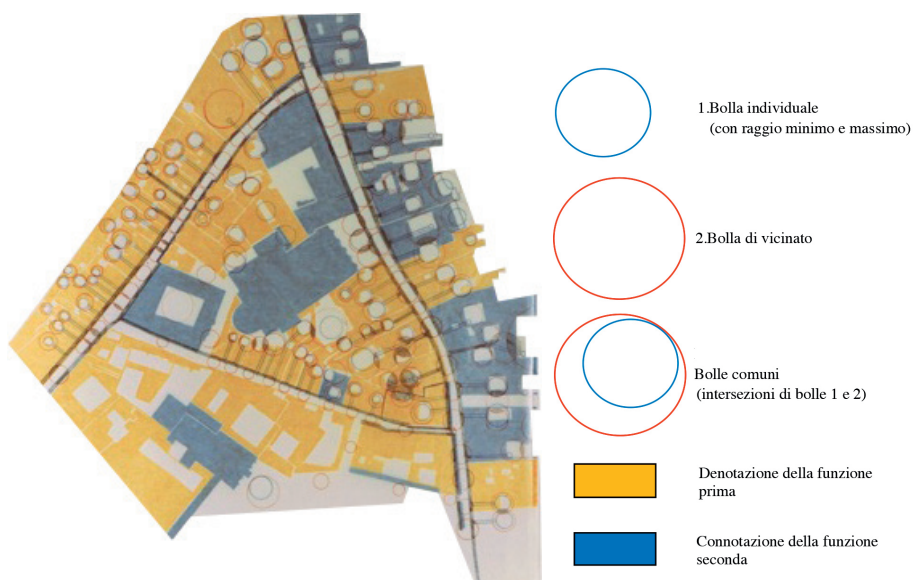 1.Bolla individuale
(con raggio minimo e massimo)
2.Bolla di vicinato
Bolle comuni
(intersezioni di bolle 1 e 2)
Denotazione della funzione
prima
Connotazione della funzione
seconda